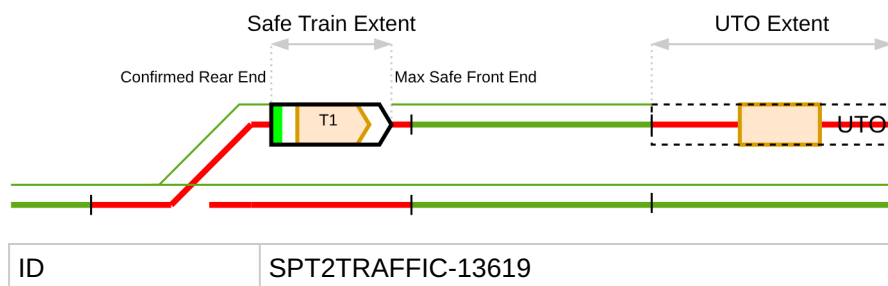 Safe Train Extent
UTO Extent
Confirmed Rear End
Max Safe Front End
T1
UTO
ID
SPT2TRAFFIC-13619